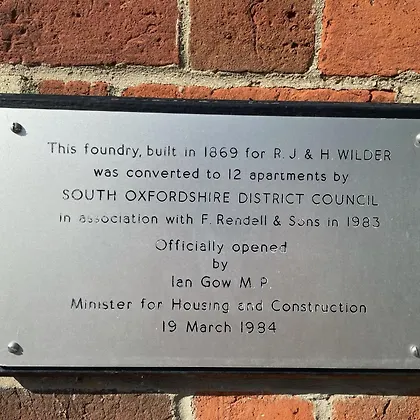 This foundry, built in 1869 for R. J & H. WILDER
was converted to 12 apartments by
SOUTH OXFORDSHIRE DISTRICT COUNCIL
in association with F. Rendell & Sons in 1983
Officially opened
by
Ian Gow M. P.
Minister for Housing and Construction
19 March 1984